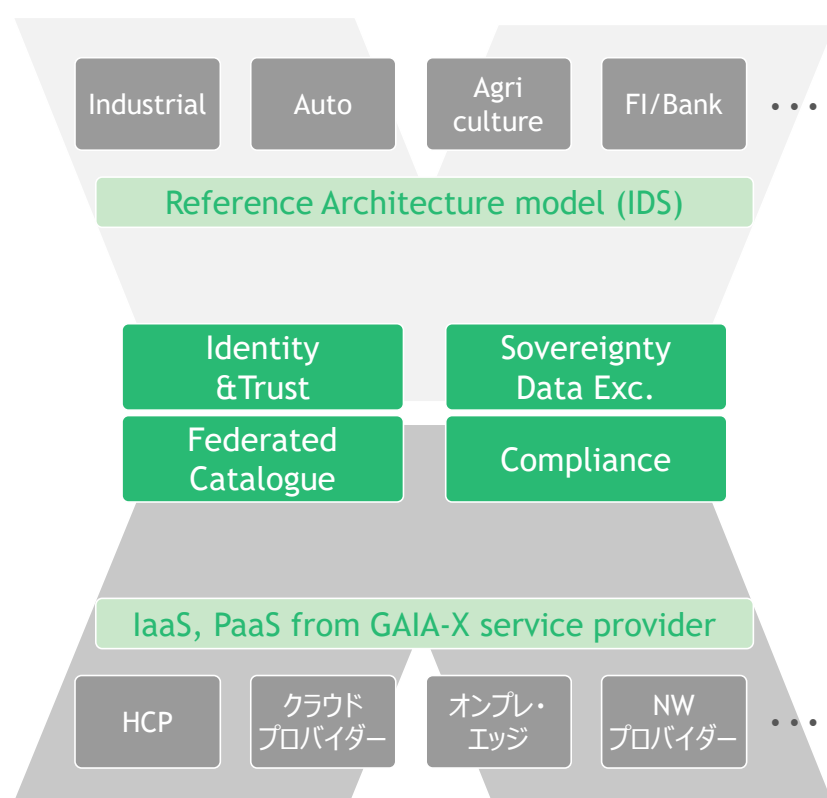 Industrial
Auto
Agri
culture
FI/Bank
・・・
Reference Architecture model (IDS)
Identity
&Trust
Sovereignty
Data Exc.
Federated
Catalogue
Compliance
IaaS, PaaS from GAIA-X service provider
HCP
クラウド
プロバイダー
オンプレ・
エッジ
NW
プロバイダー
・・・